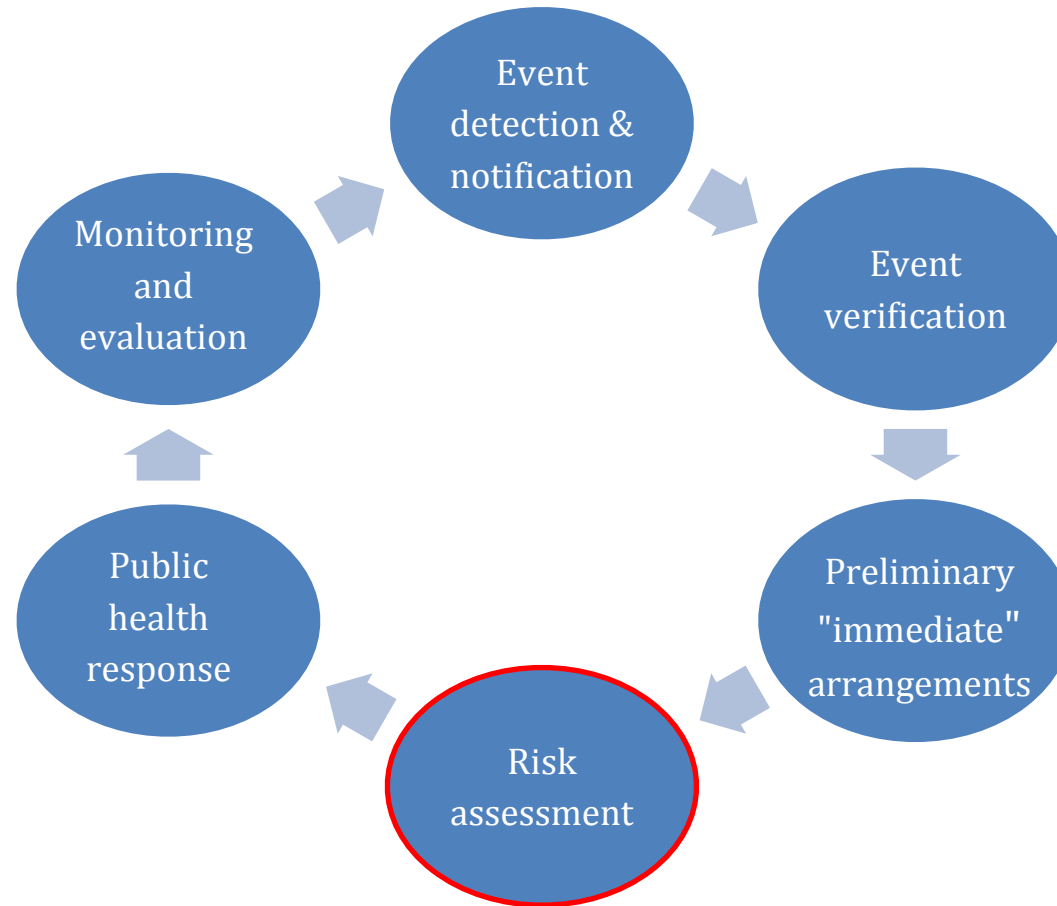 Event
detection &
notification
Event
verification
Preliminary
"immediate"
arrangements
Risk
assessment
Public
health
response
Monitoring
and
evaluation